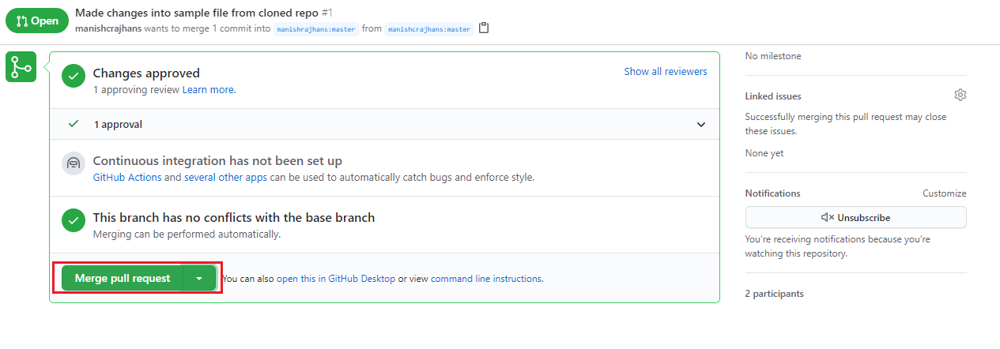 Open
Made changes into sample file from cloned repo #1
manishcrajhans wants to merge 1 commit into manishrajhans:master from manishcrajhans:master
Changes approved
1 approving review Learn more.
Show all reviewers
1 approval
Continuous integration has not been set up
GitHub Actions and several other apps can be used to automatically catch bugs and enforce style.
This branch has no conflicts with the base branch
Merging can be performed automatically.
Merge pull request
You can also open this in GitHub Desktop or view command line instructions.
No milestone
Linked issues
Successfully merging this pull request may close
these issues.
None yet
Notifications
Customize
Unsubscribe
You're receiving notifications because you're
watching this repository.
2 participants